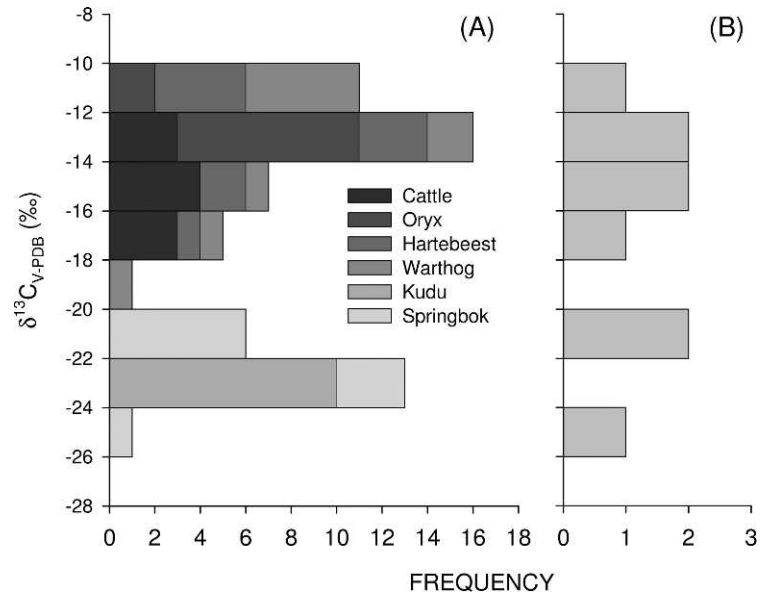 (A)
(B)
-8
-10
-12
-14
-16
-18
-20
-22
-24
-26
-28
δ¹³C_V-PDB (‰)
Cattle
Oryx
Hartebeest
Warthog
Kudu
Springbok
0 2 4 6 8 10 12 14 16 18
0 1 2 3
FREQUENCY